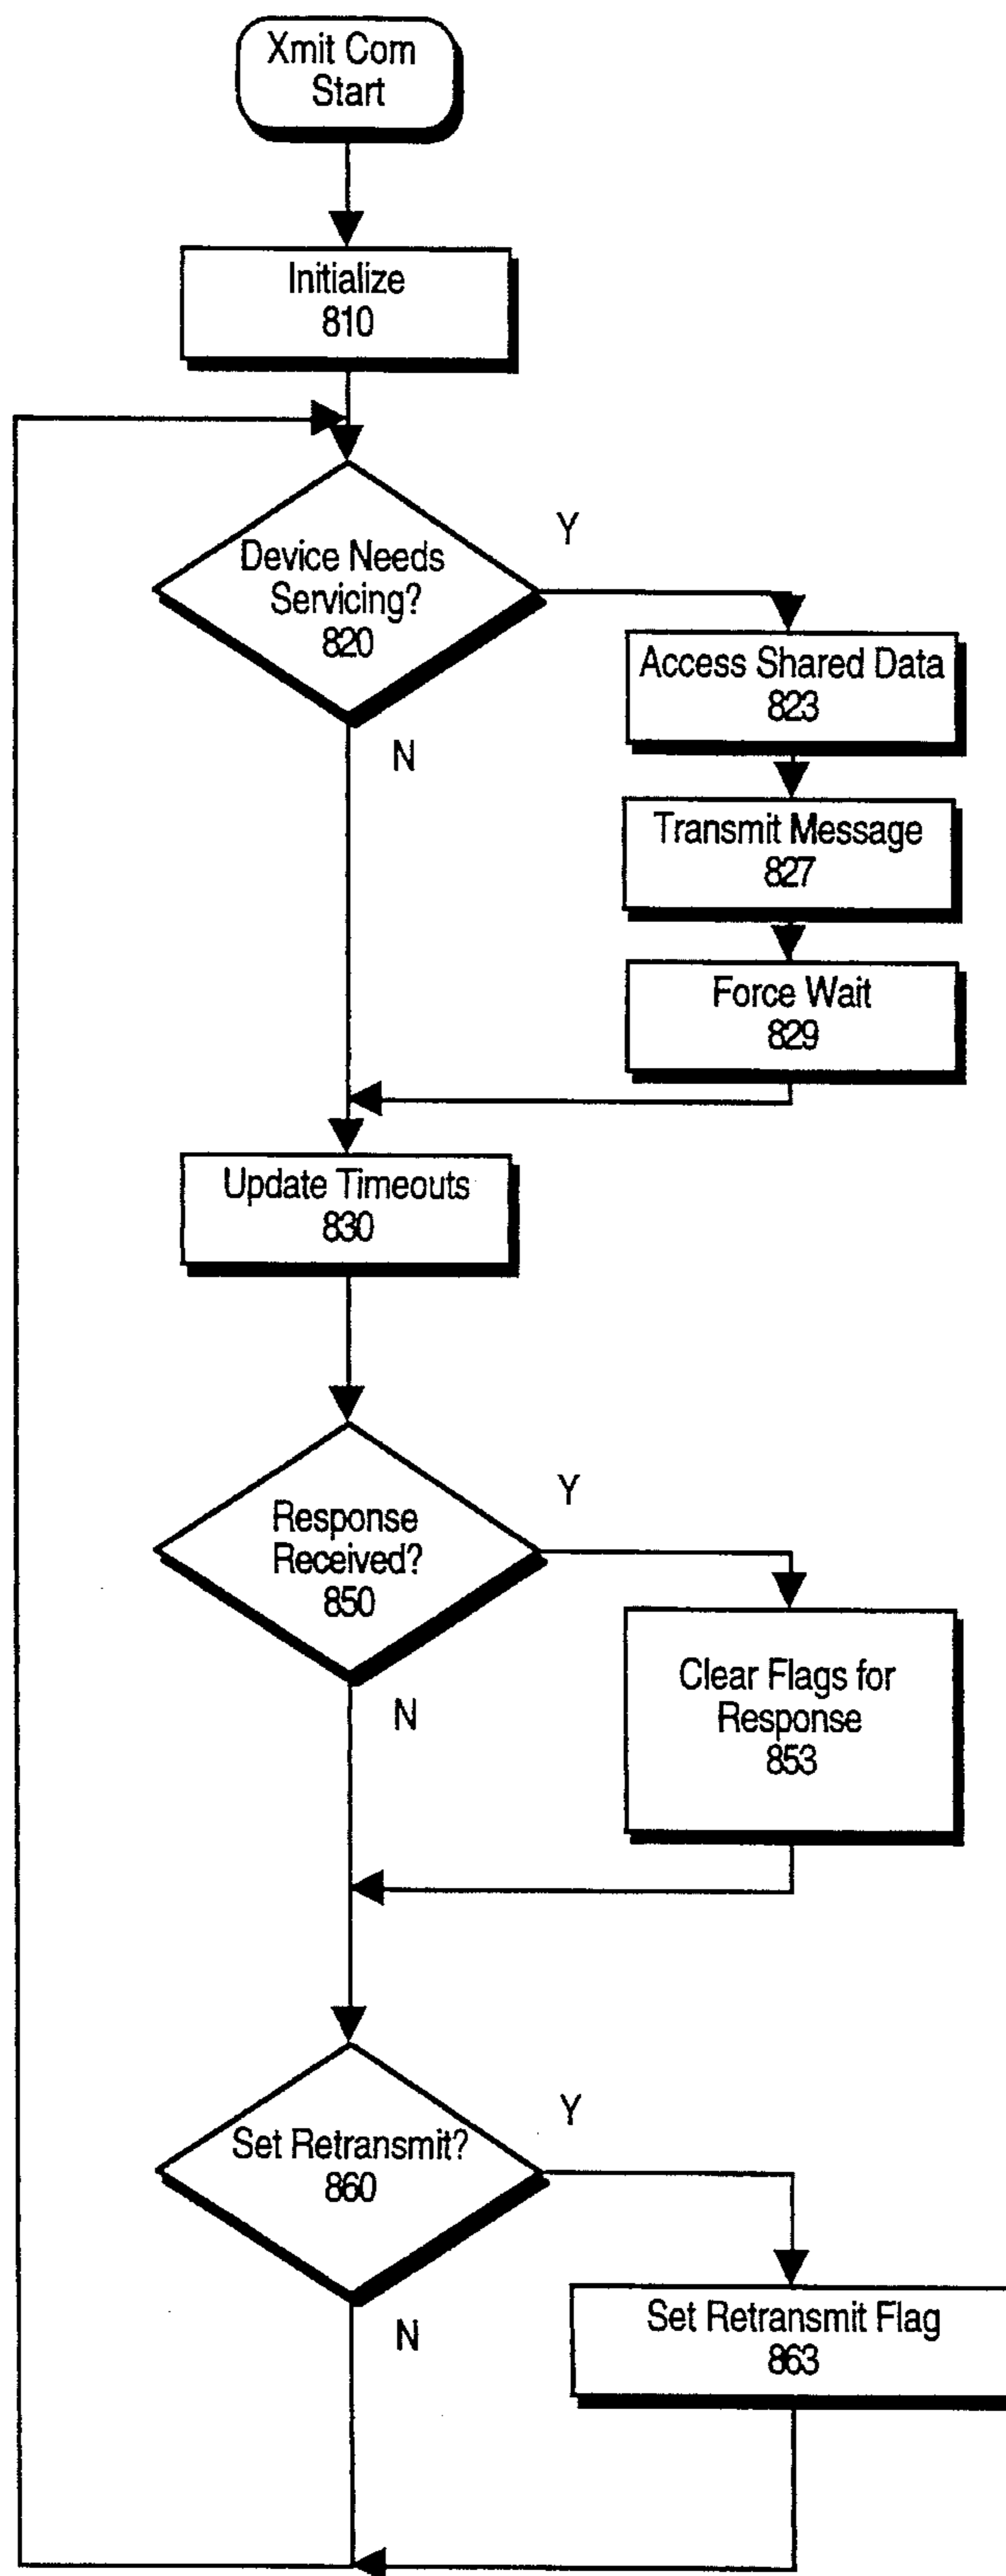 Xmit Com
Start
Initialize
810
Device Needs
Servicing?
820
Y
N
Access Shared Data
823
Transmit Message
827
Force Wait
829
Update Timeouts
830
Response
Received?
850
Y
N
Clear Flags for
Response
853
Set Retransmit?
860
Y
N
Set Retransmit Flag
863